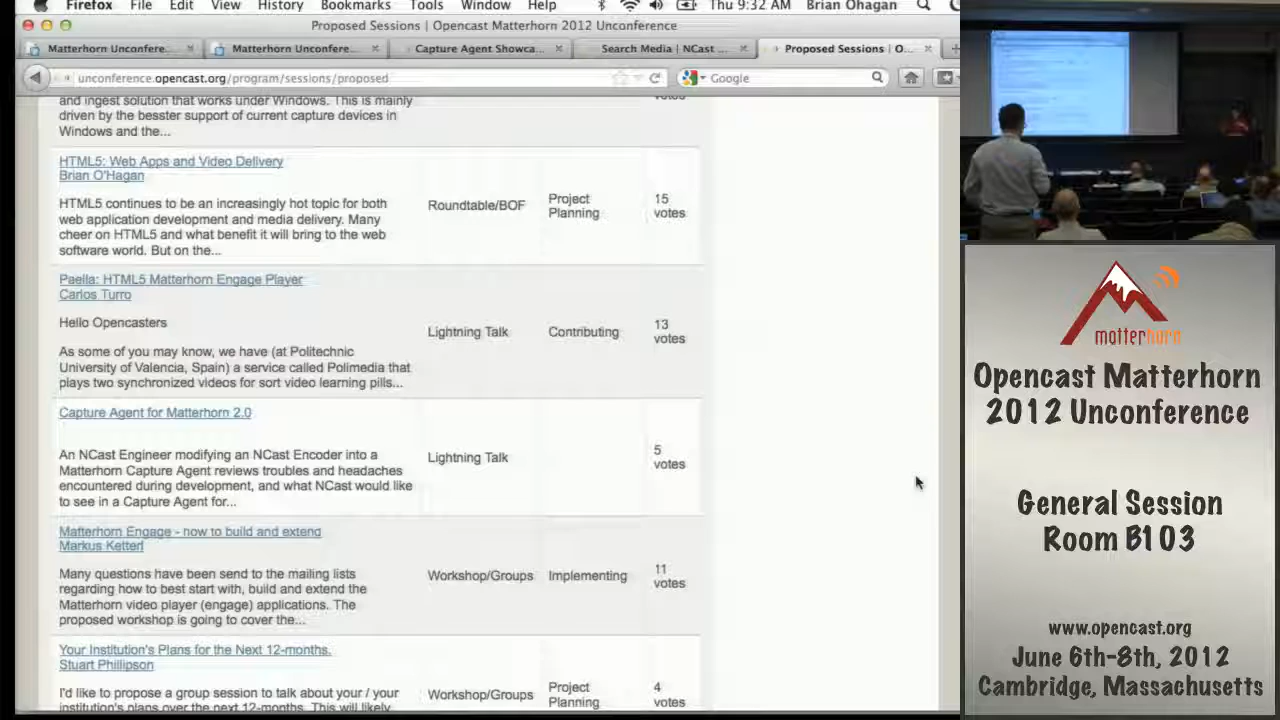 Firefox File Edit View History Bookmarks Tools Window Help Thu 9:32 AM Brian Ohagan
Proposed Sessions | Opencast Matterhorn 2012 Unconference
Matterhorn Unconfere... Matterhorn Unconfere... Capture Agent Showca... Search Media | NCast ... Proposed Sessions | O...
unconference.opencast.org/program/sessions/proposed Google
and ingest solution that works under Windows. This is mainly
driven by the besster support of current capture devices in
Windows and the...
votes
HTML5: Web Apps and Video Delivery
Brian O'Hagan
HTML5 continues to be an increasingly hot topic for both
web application development and media delivery. Many
cheer on HTML5 and what benefit it will bring to the web
software world. But on the...
Roundtable/BOF
Project
Planning
15
votes
Paella: HTML5 Matterhorn Engage Player
Carlos Turro
Hello Opencasters
As some of you may know, we have (at Politechnic
University of Valencia, Spain) a service called Polimedia that
plays two synchronized videos for sort video learning pills...
Lightning Talk
Contributing
13
votes
Capture Agent for Matterhorn 2.0
An NCast Engineer modifying an NCast Encoder into a
Matterhorn Capture Agent reviews troubles and headaches
encountered during development, and what NCast would like
to see in a Capture Agent for...
Lightning Talk
5
votes
Matterhorn Engage - how to build and extend
Markus Ketterl
Many questions have been send to the mailing lists
regarding how to best start with, build and extend the
Matterhorn video player (engage) applications. The
proposed workshop is going to cover the...
Workshop/Groups
Implementing
11
votes
Your Institution's Plans for the Next 12-months.
Stuart Phillipson
I'd like to propose a group session to talk about your / your
institution's plans over the next 12-months. This will likely
Workshop/Groups
Project
Planning
4
votes
matterhorn
Opencast Matterhorn
2012 Unconference
General Session
Room B103
www.opencast.org
June 6th-8th, 2012
Cambridge, Massachusetts